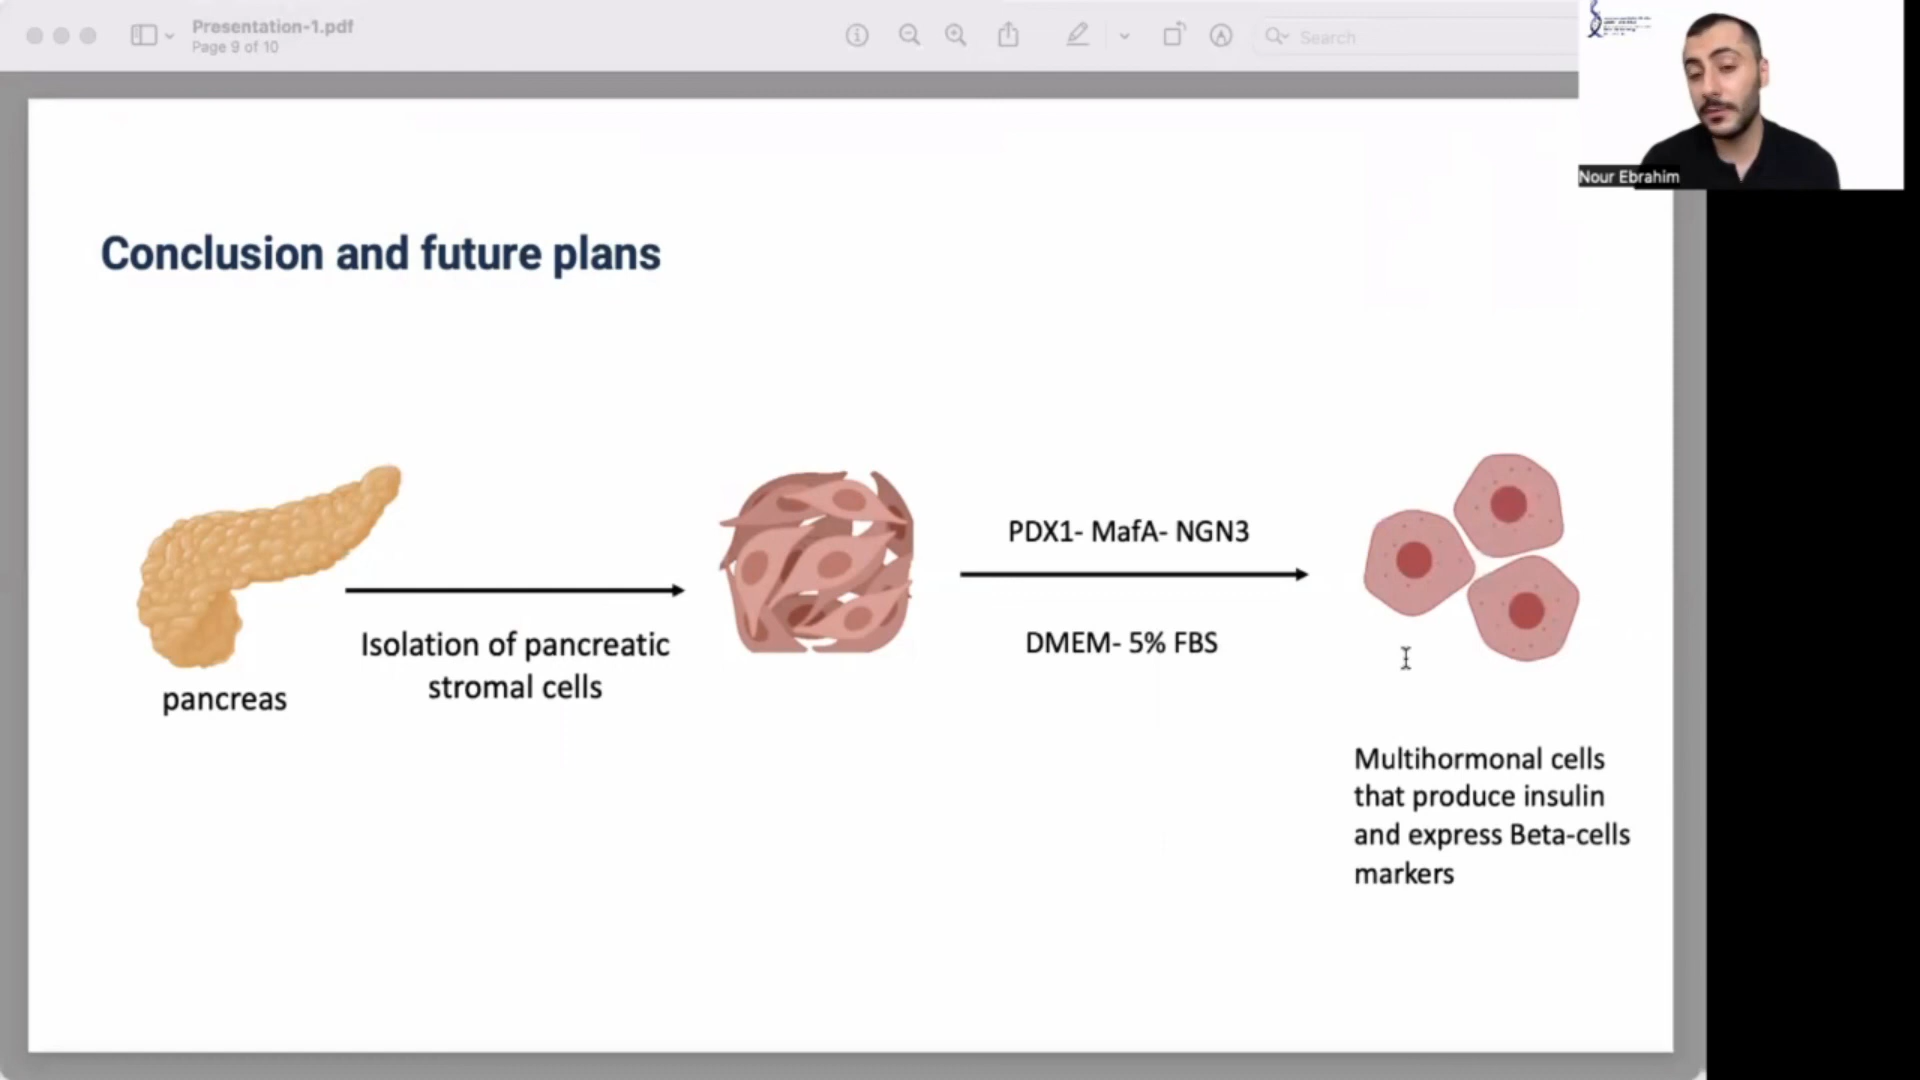 Presentation-1.pdf
Page 9 of 10
Search
Nour Ebrahim
Conclusion and future plans
PDX1- MafA- NGN3
DMEM- 5% FBS
Isolation of pancreatic
stromal cells
pancreas
Multihormonal cells
that produce insulin
and express Beta-cells
markers